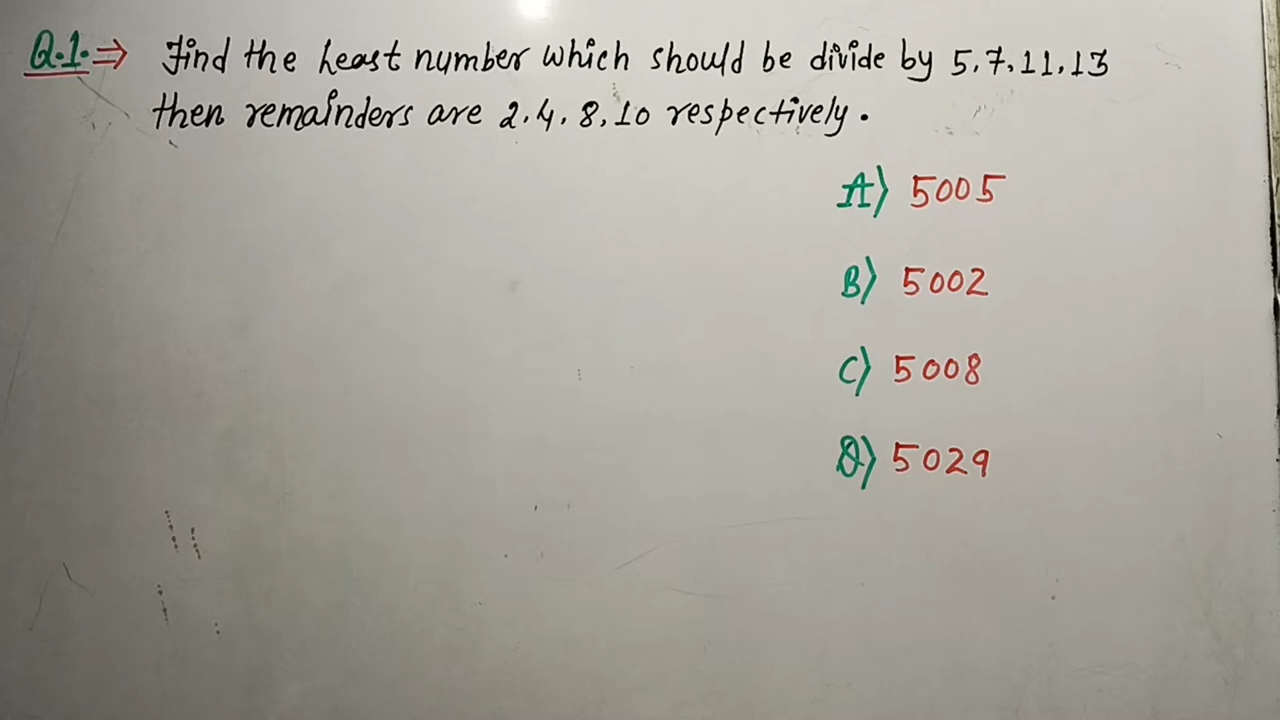 Q.1.⇒ Find the least number which should be divide by 5,7,11,13
then remainders are 2,4,8,10 respectively.
A) 5005
B) 5002
C) 5008
D) 5029